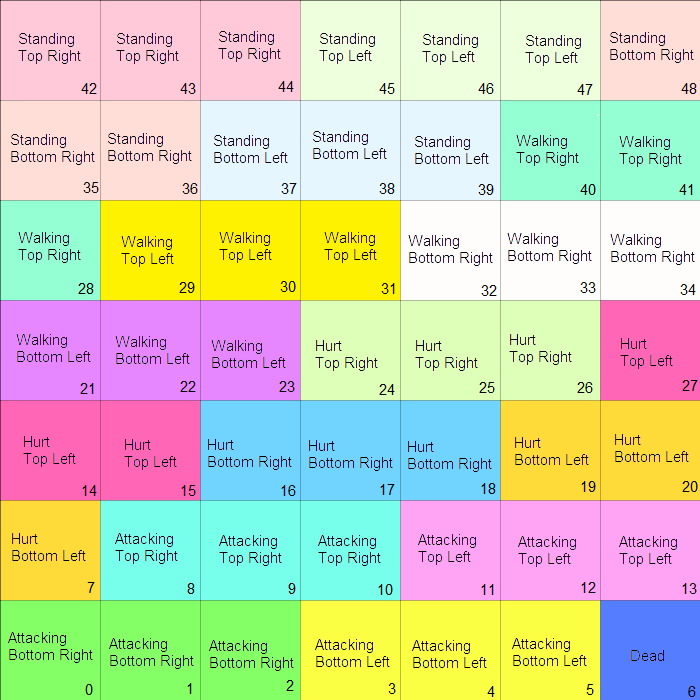 Standing
Top Right
42
Standing
Top Right
43
Standing
Top Right
44
Standing
Top Left
45
Standing
Top Left
46
Standing
Top Left
47
Standing
Bottom Right
48
Standing
Bottom Right
35
Standing
Bottom Right
36
Standing
Bottom Left
37
Standing
Bottom Left
38
Standing
Bottom Left
39
Walking
Top Right
40
Walking
Top Right
41
Walking
Top Right
28
Walking
Top Left
29
Walking
Top Left
30
Walking
Top Left
31
Walking
Bottom Right
32
Walking
Bottom Right
33
Walking
Bottom Right
34
Walking
Bottom Left
21
Walking
Bottom Left
22
Walking
Bottom Left
23
Hurt
Top Right
24
Hurt
Top Right
25
Hurt
Top Right
26
Hurt
Top Left
27
Hurt
Top Left
14
Hurt
Top Left
15
Hurt
Bottom Right
16
Hurt
Bottom Right
17
Hurt
Bottom Right
18
Hurt
Bottom Left
19
Hurt
Bottom Left
20
Hurt
Bottom Left
7
Attacking
Top Right
8
Attacking
Top Right
9
Attacking
Top Right
10
Attacking
Top Left
11
Attacking
Top Left
12
Attacking
Top Left
13
Attacking
Bottom Right
0
Attacking
Bottom Right
1
Attacking
Bottom Right
2
Attacking
Bottom Left
3
Attacking
Bottom Left
4
Attacking
Bottom Left
5
Dead
6